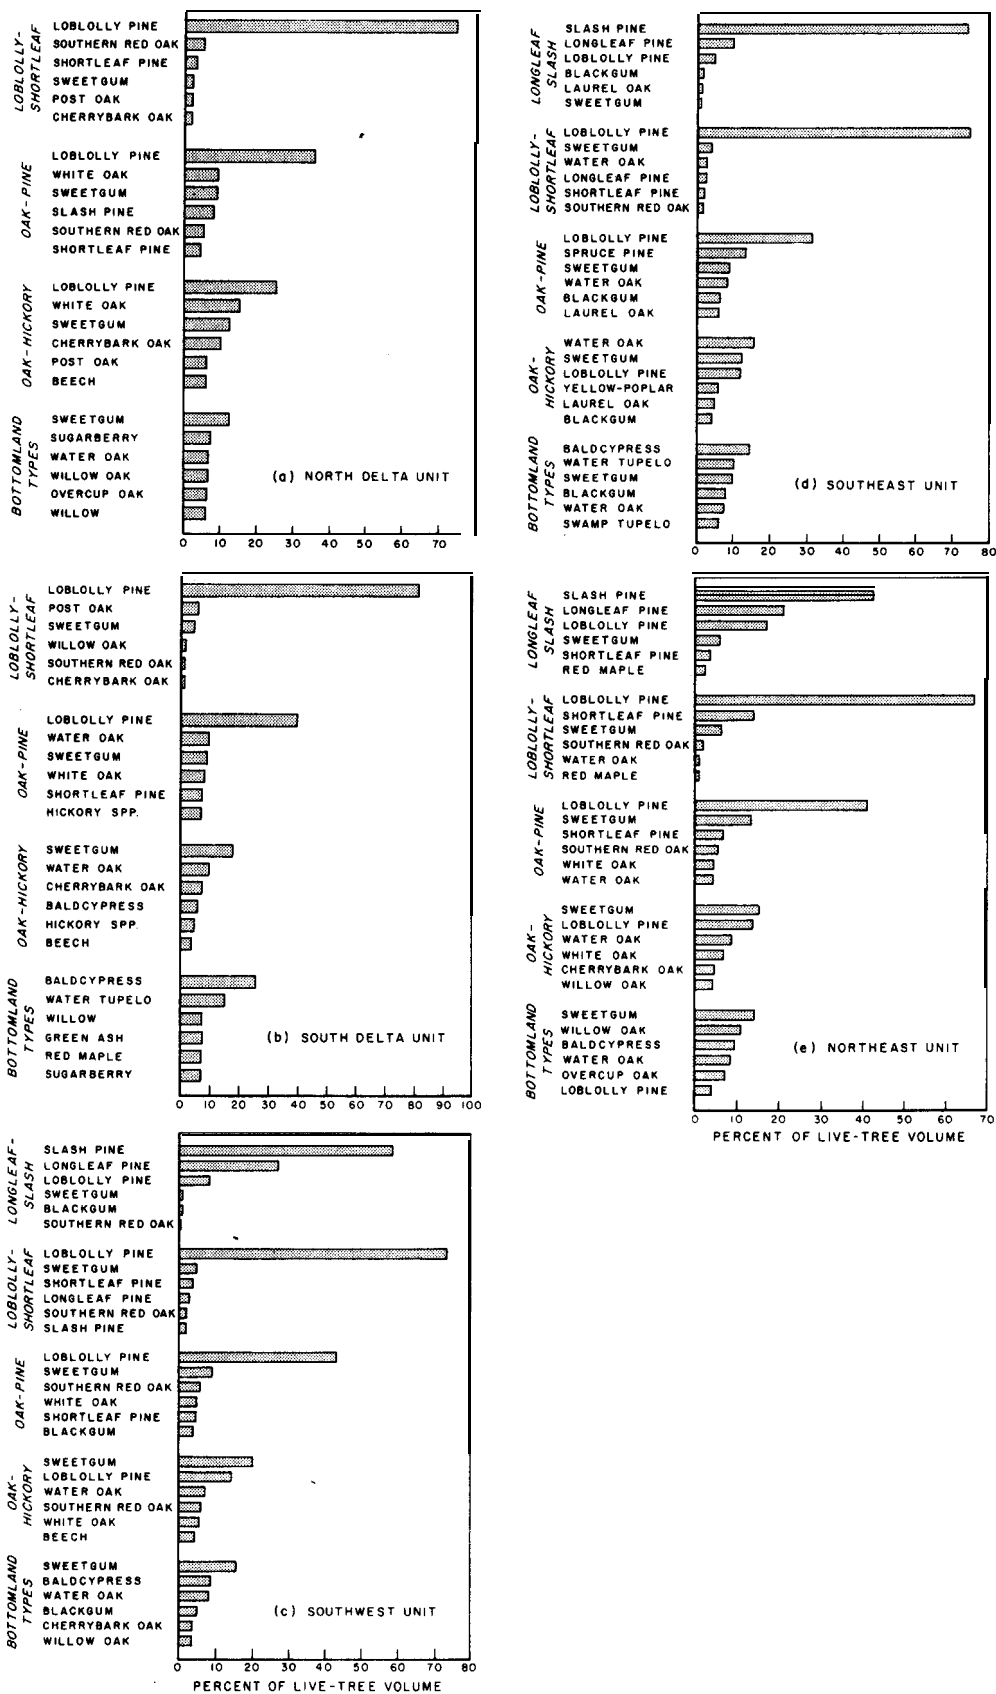 LOBLOLLY-
SHORTLEAF
LOBLOLLY PINE
SOUTHERN RED OAK
SHORTLEAF PINE
SWEETGUM
POST OAK
CHERRYBARK OAK
OAK-PINE
LOBLOLLY PINE
WHITE OAK
SWEETGUM
SLASH PINE
SOUTHERN RED OAK
SHORTLEAF PINE
OAK-HICKORY
LOBLOLLY PINE
WHITE OAK
SWEETGUM
CHERRYBARK OAK
POST OAK
BEECH
BOTTOMLAND
TYPES
SWEETGUM
SUGARBERRY
WATER OAK
WILLOW OAK
OVERCUP OAK
WILLOW
(a) NORTH DELTA UNIT
0 10 20 30 40 50 60 70
LOBLOLLY-
SHORTLEAF
LOBLOLLY PINE
POST OAK
SWEETGUM
WILLOW OAK
SOUTHERN RED OAK
CHERRYBARK OAK
OAK-PINE
LOBLOLLY PINE
WATER OAK
SWEETGUM
WHITE OAK
SHORTLEAF PINE
HICKORY SPP.
OAK-HICKORY
SWEETGUM
WATER OAK
CHERRYBARK OAK
BALDCYPRESS
HICKORY SPP.
BEECH
BOTTOMLAND
TYPES
BALDCYPRESS
WATER TUPELO
WILLOW
GREEN ASH
RED MAPLE
SUGARBERRY
(b) SOUTH DELTA UNIT
0 10 20 30 40 50 60 70 80 90 100
LONGLEAF-
SLASH
SLASH PINE
LONGLEAF PINE
LOBLOLLY PINE
SWEETGUM
BLACKGUM
SOUTHERN RED OAK
LOBLOLLY-
SHORTLEAF
LOBLOLLY PINE
SWEETGUM
SHORTLEAF PINE
LONGLEAF PINE
SOUTHERN RED OAK
SLASH PINE
OAK-PINE
LOBLOLLY PINE
SWEETGUM
SOUTHERN RED OAK
WHITE OAK
SHORTLEAF PINE
BLACKGUM
OAK-
HICKORY
SWEETGUM
LOBLOLLY PINE
WATER OAK
SOUTHERN RED OAK
WHITE OAK
BEECH
BOTTOMLAND
TYPES
SWEETGUM
BALDCYPRESS
WATER OAK
BLACKGUM
CHERRYBARK OAK
WILLOW OAK
(c) SOUTHWEST UNIT
0 10 20 30 40 50 60 70 80
PERCENT OF LIVE-TREE VOLUME
LONGLEAF
SLASH
SLASH PINE
LONGLEAF PINE
LOBLOLLY PINE
BLACKGUM
LAUREL OAK
SWEETGUM
LOBLOLLY-
SHORTLEAF
LOBLOLLY PINE
SWEETGUM
WATER OAK
LONGLEAF PINE
SHORTLEAF PINE
SOUTHERN RED OAK
OAK-PINE
LOBLOLLY PINE
SPRUCE PINE
SWEETGUM
WATER OAK
BLACKGUM
LAUREL OAK
OAK-
HICKORY
WATER OAK
SWEETGUM
LOBLOLLY PINE
YELLOW-POPLAR
LAUREL OAK
BLACKGUM
BOTTOMLAND
TYPES
BALDCYPRESS
WATER TUPELO
SWEETGUM
BLACKGUM
WATER OAK
SWAMP TUPELO
(d) SOUTHEAST UNIT
0 10 20 30 40 50 60 70 80
LONGLEAF
SLASH
SLASH PINE
LONGLEAF PINE
LOBLOLLY PINE
SWEETGUM
SHORTLEAF PINE
RED MAPLE
LOBLOLLY-
SHORTLEAF
LOBLOLLY PINE
SHORTLEAF PINE
SWEETGUM
SOUTHERN RED OAK
WATER OAK
RED MAPLE
OAK-PINE
LOBLOLLY PINE
SWEETGUM
SHORTLEAF PINE
SOUTHERN RED OAK
WHITE OAK
WATER OAK
OAK-
HICKORY
SWEETGUM
LOBLOLLY PINE
WATER OAK
WHITE OAK
CHERRYBARK OAK
WILLOW OAK
BOTTOMLAND
TYPES
SWEETGUM
WILLOW OAK
BALDCYPRESS
WATER OAK
OVERCUP OAK
LOBLOLLY PINE
(e) NORTHEAST UNIT
0 10 20 30 40 50 60 70
PERCENT OF LIVE-TREE VOLUME